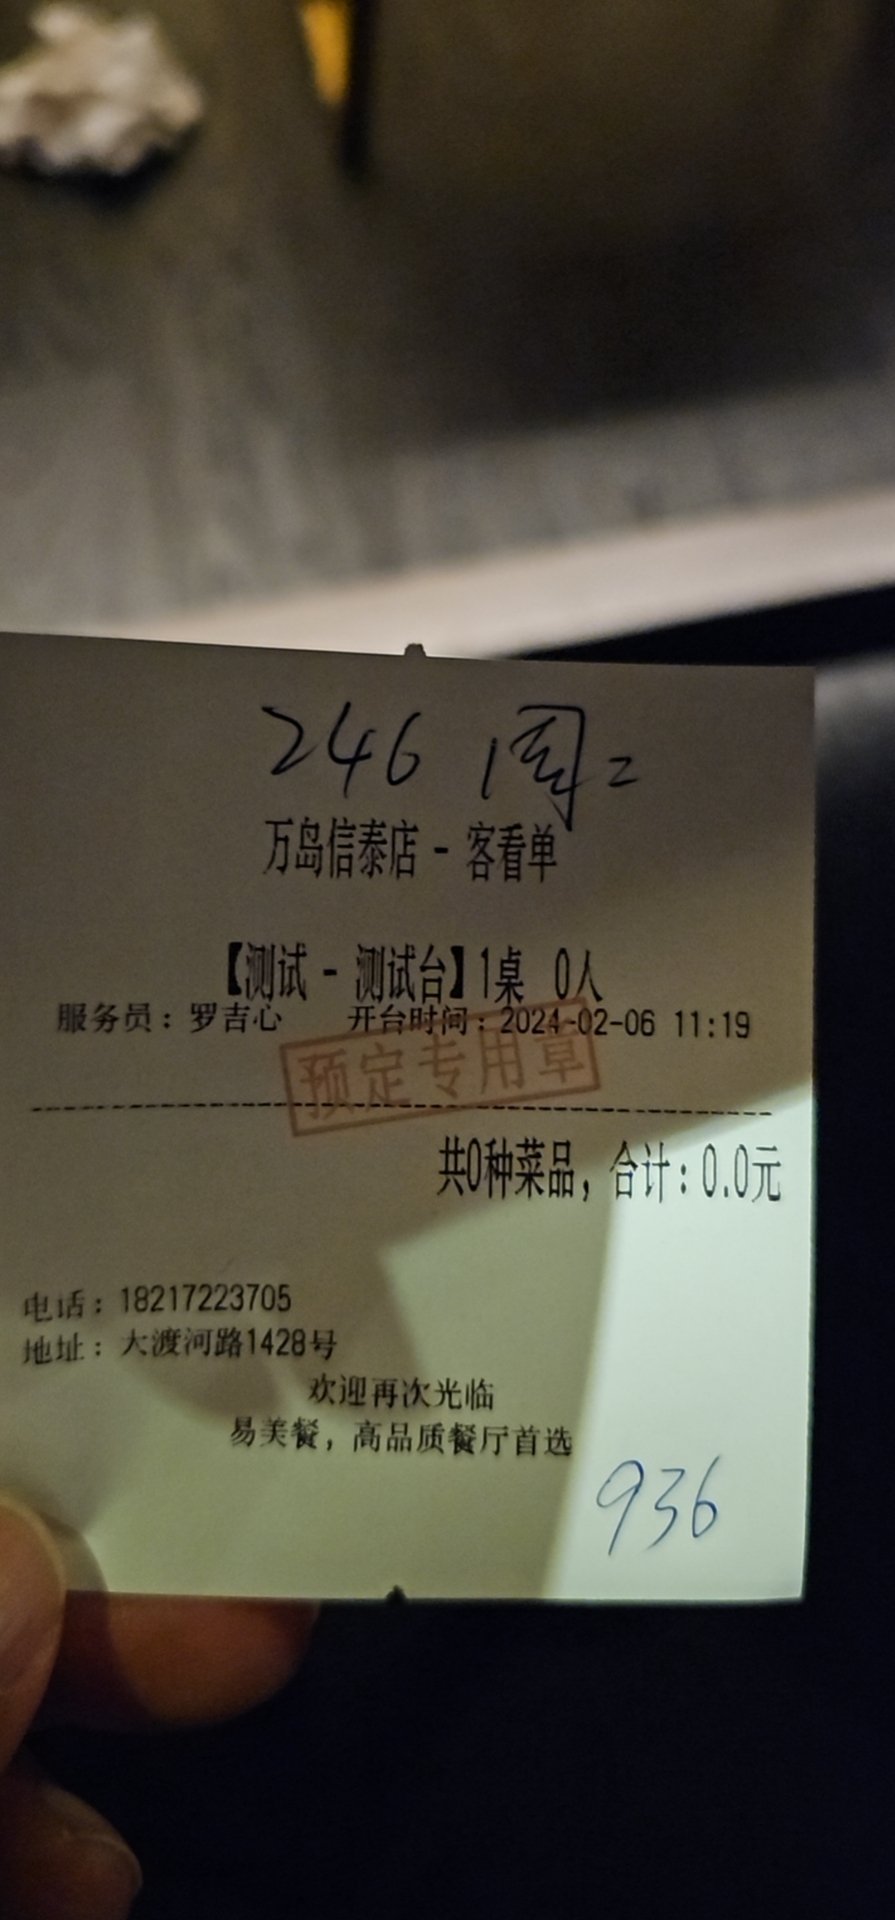 246 周二
万岛信泰店 - 客看单
【测试 - 测试台】1桌 0人
服务员：罗吉心 开台时间：2024-02-06 11:19
预定专用章
共0种菜品，合计：0.0元
电话：18217223705
地址：大渡河路1428号
欢迎再次光临
易美餐，高品质餐厅首选
936